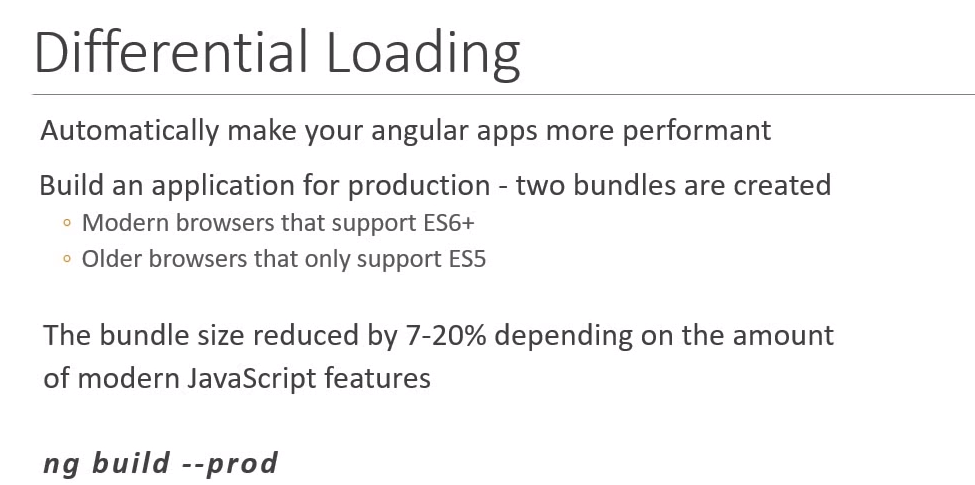 Differential Loading
Automatically make your angular apps more performant
Build an application for production - two bundles are created
Modern browsers that support ES6+
Older browsers that only support ES5
The bundle size reduced by 7-20% depending on the amount
of modern JavaScript features
ng build --prod